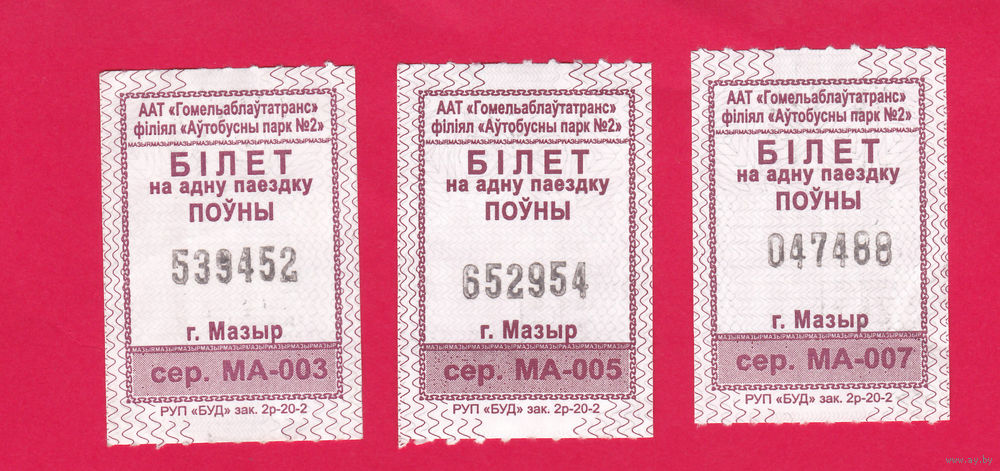 ААТ «Гомельаблаўтатранс»
філіял «Аўтобусны парк №2»
БІЛЕТ
на адну паездку
ПОЎНЫ
539452
г. Мазыр
МАЗЫРМАЗЫРМАЗЫРМАЗЫРМАЗЫРМАЗЫР
сер. МА-003
РУП «БУД» зак. 2р-20-2
ААТ «Гомельаблаўтатранс»
філіял «Аўтобусны парк №2»
БІЛЕТ
на адну паездку
ПОЎНЫ
652954
г. Мазыр
МАЗЫРМАЗЫРМАЗЫРМАЗЫРМАЗЫРМАЗЫР
сер. МА-005
РУП «БУД» зак. 2р-20-2
ААТ «Гомельаблаўтатранс»
філіял «Аўтобусны парк №2»
БІЛЕТ
на адну паездку
ПОЎНЫ
047488
г. Мазыр
МАЗЫРМАЗЫРМАЗЫРМАЗЫРМАЗЫРМАЗЫР
сер. МА-007
РУП «БУД» зак. 2р-20-2
www.ay.by